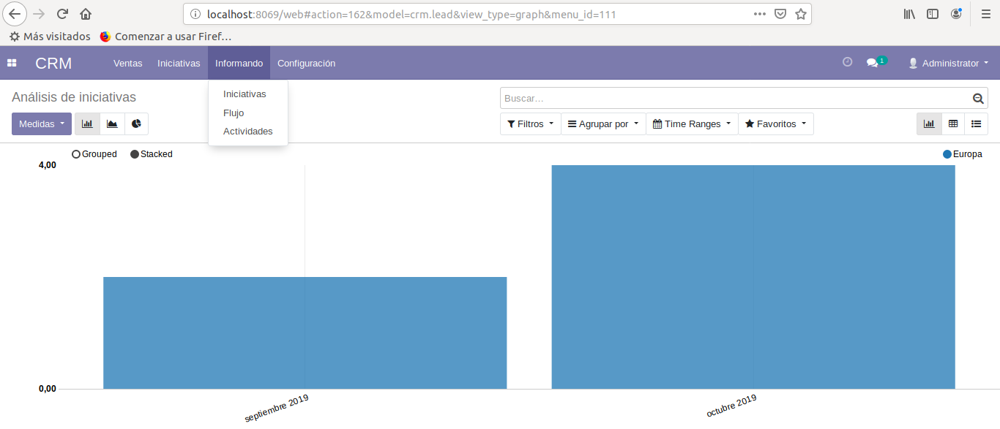 localhost:8069/web#action=162&model=crm.lead&view_type=graph&menu_id=111
Más visitados Comenzar a usar Firef…
CRM Ventas Iniciativas Informando Configuración 1 Administrator
Iniciativas
Flujo
Actividades
Análisis de iniciativas
Buscar...
Medidas
Filtros Agrupar por Time Ranges Favoritos
Grouped Stacked Europa
4,00
0,00
septiembre 2019 octubre 2019